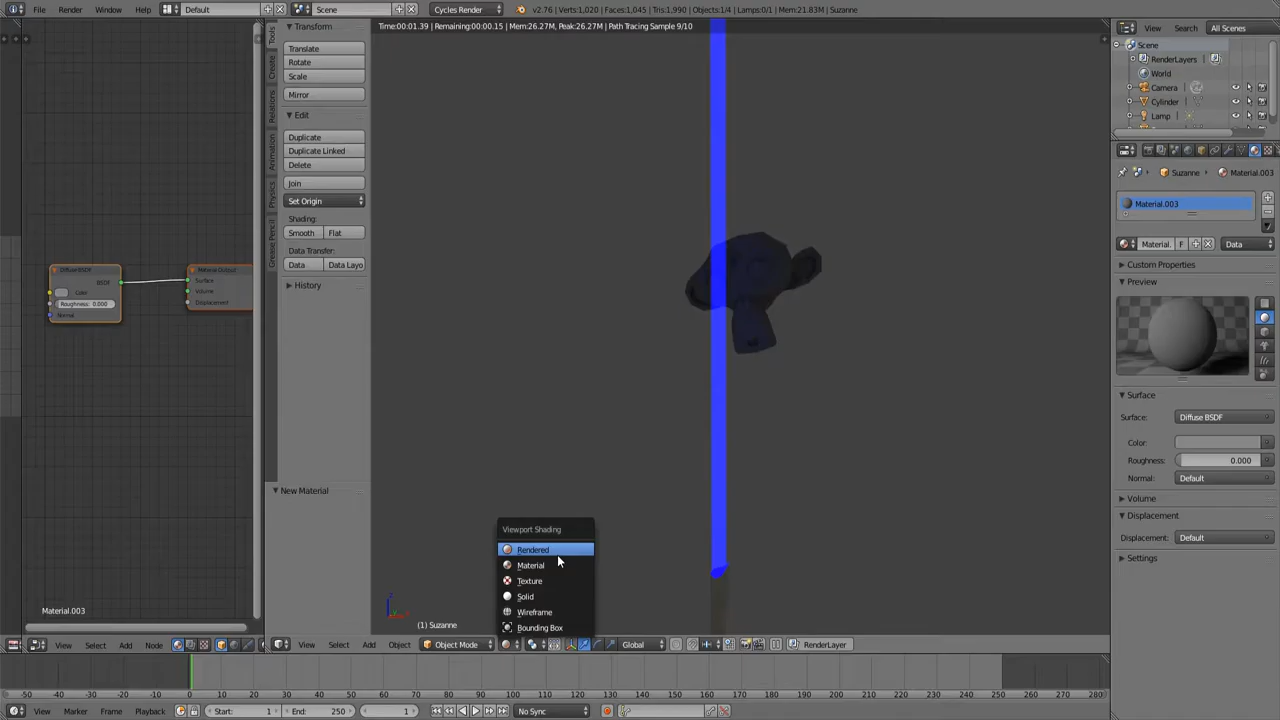 File Render Window Help Default Scene Cycles Render v2.76 | Verts:1,020 | Faces:1,045 | Tris:1,990 | Objects:1/4 | Lamps:0/1 | Mem:21.83M | Suzanne
Time:00:01.39 | Remaining:00:00.15 | Mem:26.27M, Peak:26.27M | Path Tracing Sample 9/10
Tools
Create
Relations
Animation
Physics
Grease Pencil
Transform
Translate
Rotate
Scale
Mirror
Edit
Duplicate
Duplicate Linked
Delete
Join
Set Origin
Shading:
Smooth Flat
Data Transfer:
Data Data Layo
History
New Material
Diffuse BSDF
BSDF
Color
Roughness: 0.000
Normal
Material Output
Surface
Volume
Displacement
Material.003
View Select Add Node
Viewport Shading
Rendered
Material
Texture
Solid
Wireframe
Bounding Box
(1) Suzanne
View Select Add Object Object Mode Global RenderLayer
View Search All Scenes
Scene
RenderLayers
World
Camera
Cylinder
Lamp
Suzanne Material.003
Material.003
Material. F Data
Custom Properties
Preview
Surface
Surface: Diffuse BSDF
Color:
Roughness: 0.000
Normal: Default
Volume
Displacement
Displacement: Default
Settings
-50 -40 -30 -20 -10 0 10 20 30 40 50 60 70 80 90 100 110 120 130 140 150 160 170 180 190 200 210 220 230 240 250 260 270 280
View Marker Frame Playback Start: 1 End: 250 1 No Sync